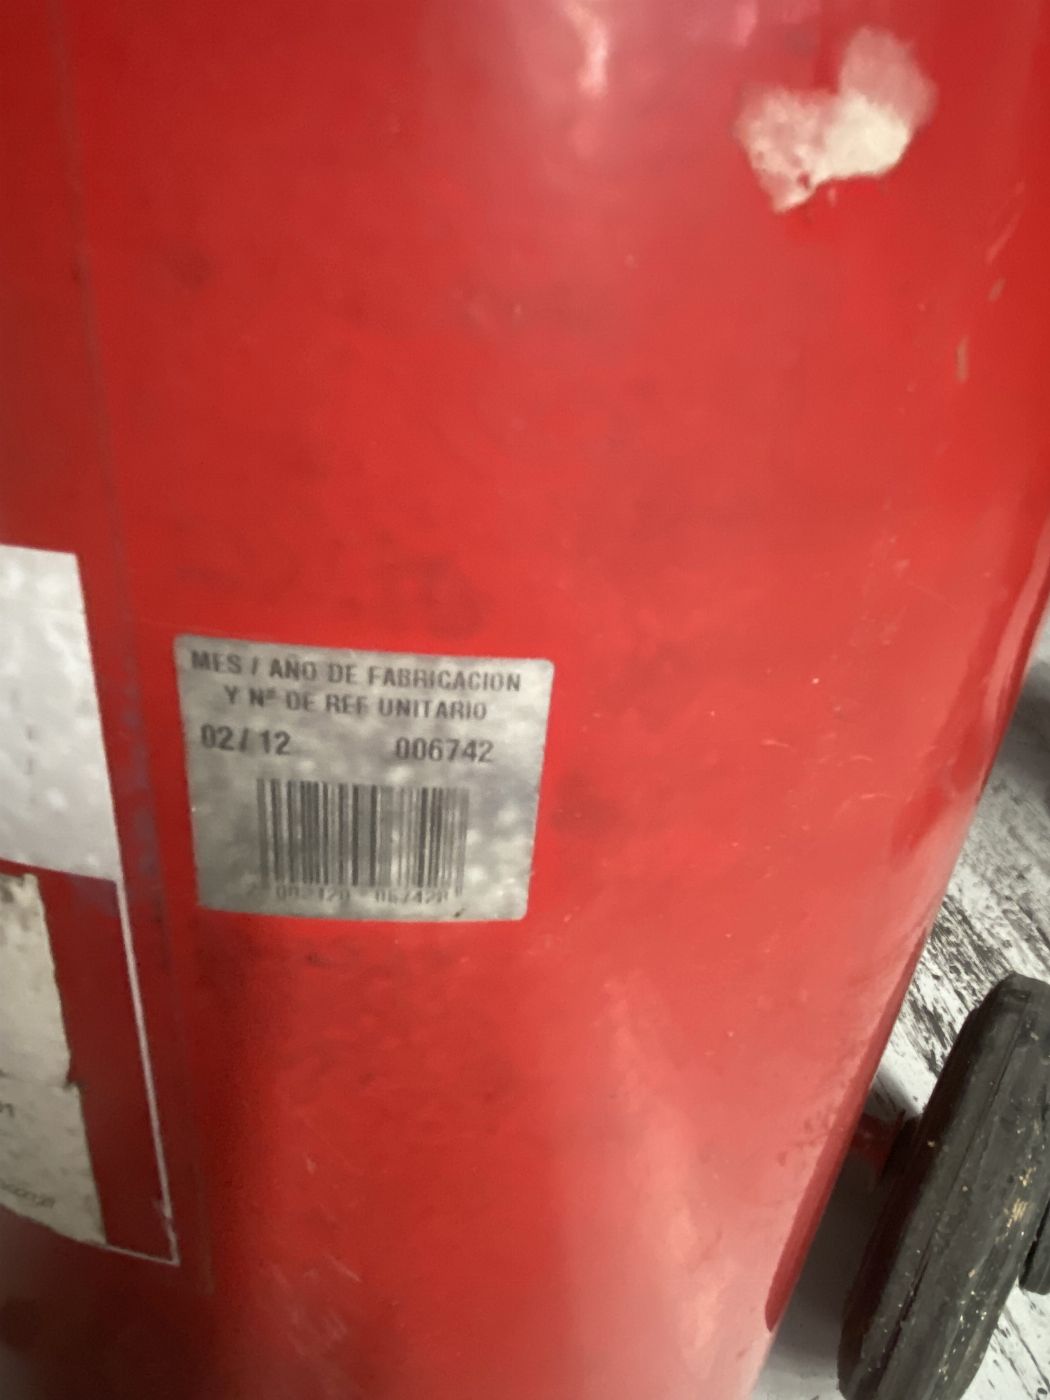 MES / AÑO DE FABRICACION
Y Nº DE REF UNITARIO
02/12 006742